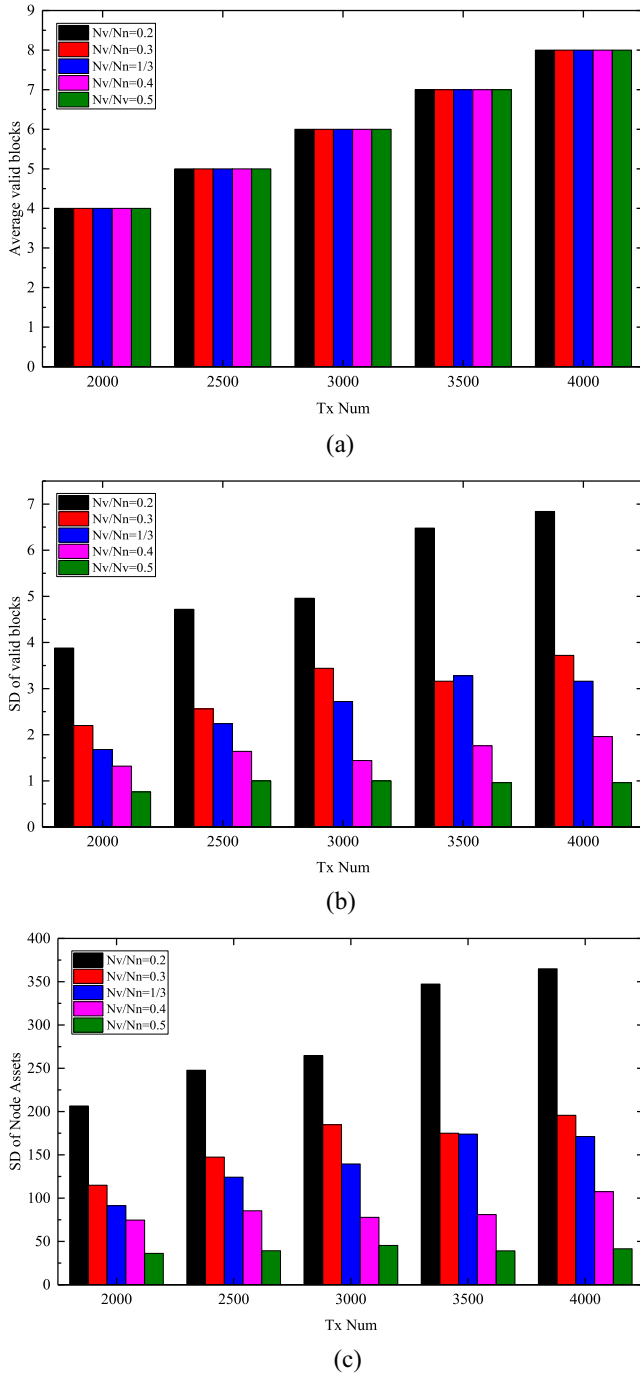 9
8
7
6
5
4
3
2
1
0
Average valid blocks
Nv/Nn=0.2
Nv/Nn=0.3
Nv/Nn=1/3
Nv/Nn=0.4
Nv/Nv=0.5
2000 2500 3000 3500 4000
Tx Num
(a)
7
6
5
4
3
2
1
0
SD of valid blocks
Nv/Nn=0.2
Nv/Nn=0.3
Nv/Nn=1/3
Nv/Nn=0.4
Nv/Nv=0.5
2000 2500 3000 3500 4000
Tx Num
(b)
400
350
300
250
200
150
100
50
0
SD of Node Assets
Nv/Nn=0.2
Nv/Nn=0.3
Nv/Nn=1/3
Nv/Nn=0.4
Nv/Nn=0.5
2000 2500 3000 3500 4000
Tx Num
(c)